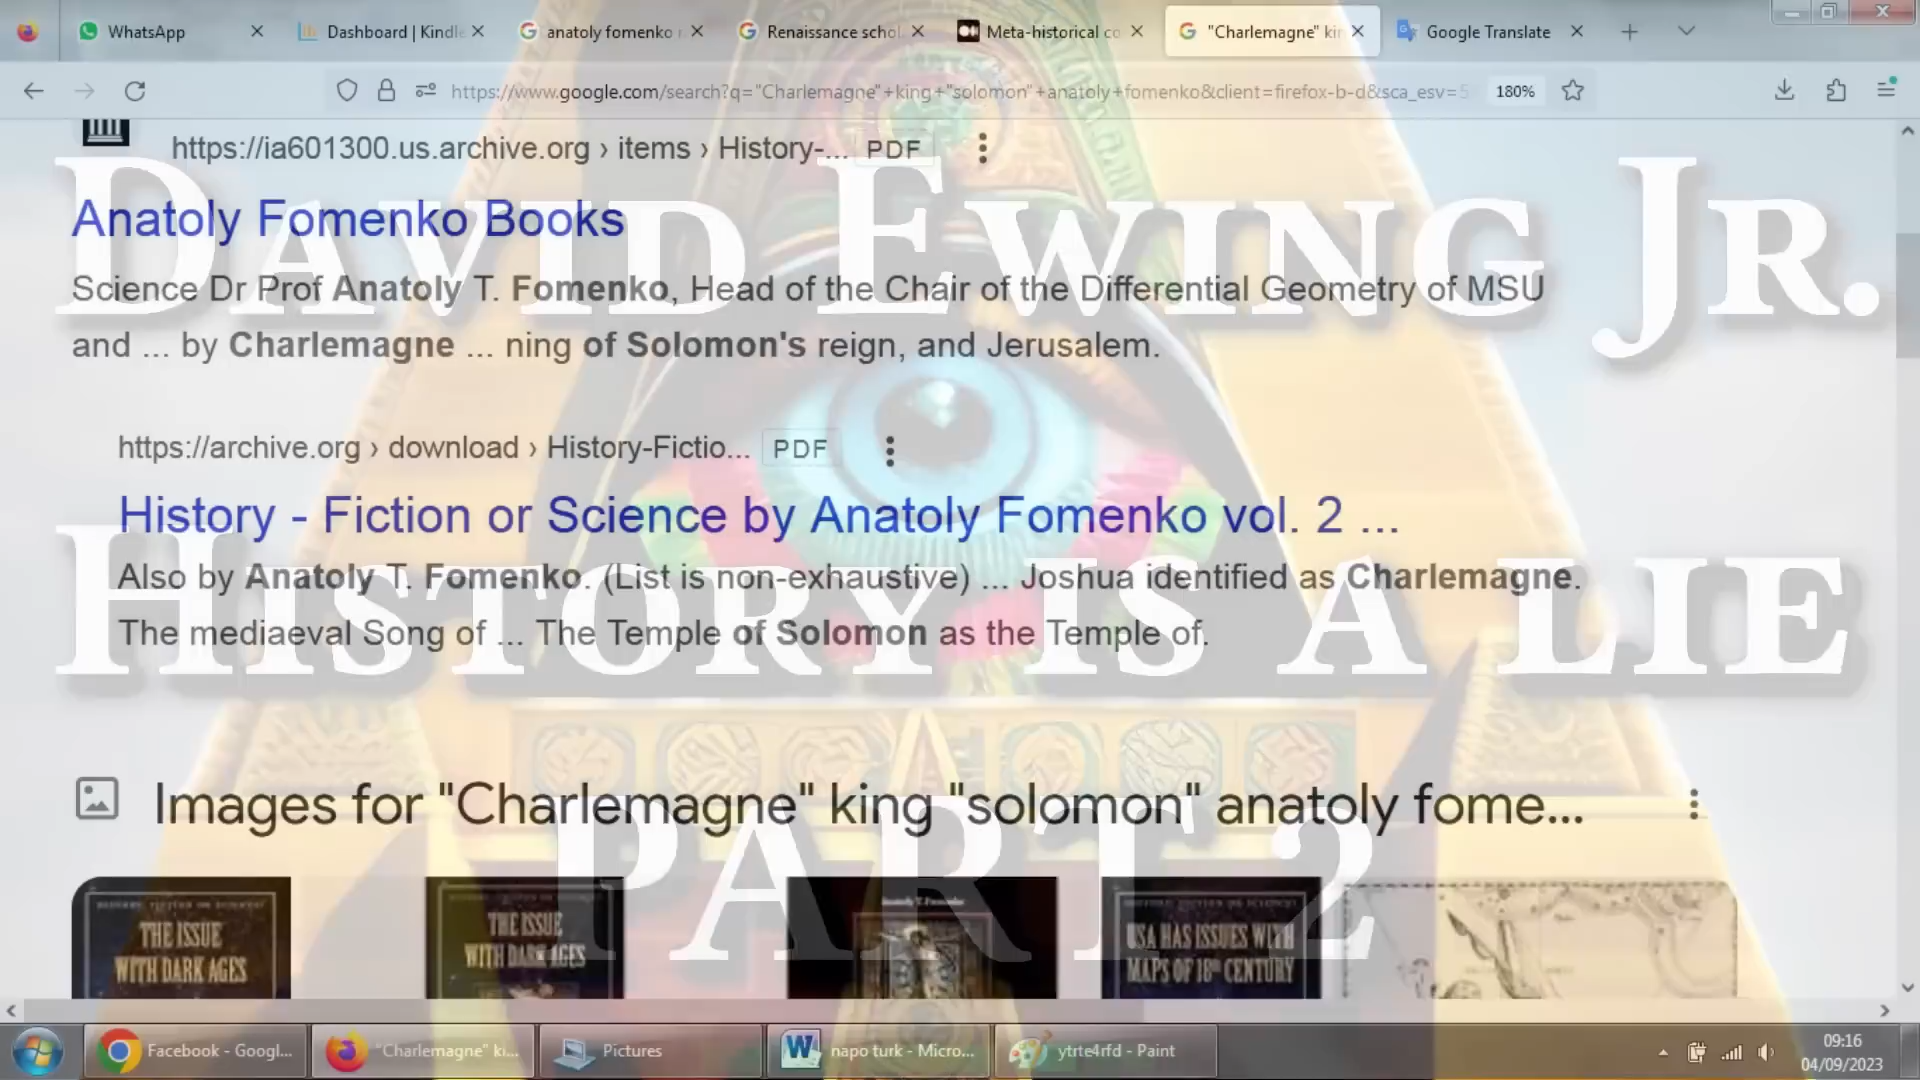 WhatsApp
Dashboard | Kindle
anatoly fomenko
Renaissance schol
Meta-historical co
"Charlemagne" kin
Google Translate
https://www.google.com/search?q="Charlemagne"+king+"solomon"+anatoly+fomenko&client=firefox-b-d&sca_esv=5
180%
https://ia601300.us.archive.org › items › History-... PDF
Anatoly Fomenko Books
DAVID EWING JR.
Science Dr Prof Anatoly T. Fomenko, Head of the Chair of the Differential Geometry of MSU
and ... by Charlemagne ... ning of Solomon's reign, and Jerusalem.
https://archive.org › download › History-Fictio... PDF
History - Fiction or Science by Anatoly Fomenko vol. 2 ...
Also by Anatoly T. Fomenko. (List is non-exhaustive) ... Joshua identified as Charlemagne.
HISTORY IS A LIE
The mediaeval Song of ... The Temple of Solomon as the Temple of.
Images for "Charlemagne" king "solomon" anatoly fome...
PART 2
THE ISSUE
WITH DARK AGES
THE ISSUE
WITH DARK AGES
Anatoly T. Fomenko
USA HAS ISSUES WITH
MAPS OF 18th CENTURY
Facebook - Googl...
"Charlemagne" ki...
Pictures
napo turk - Micro...
ytrte4rfd - Paint
09:16
04/09/2023